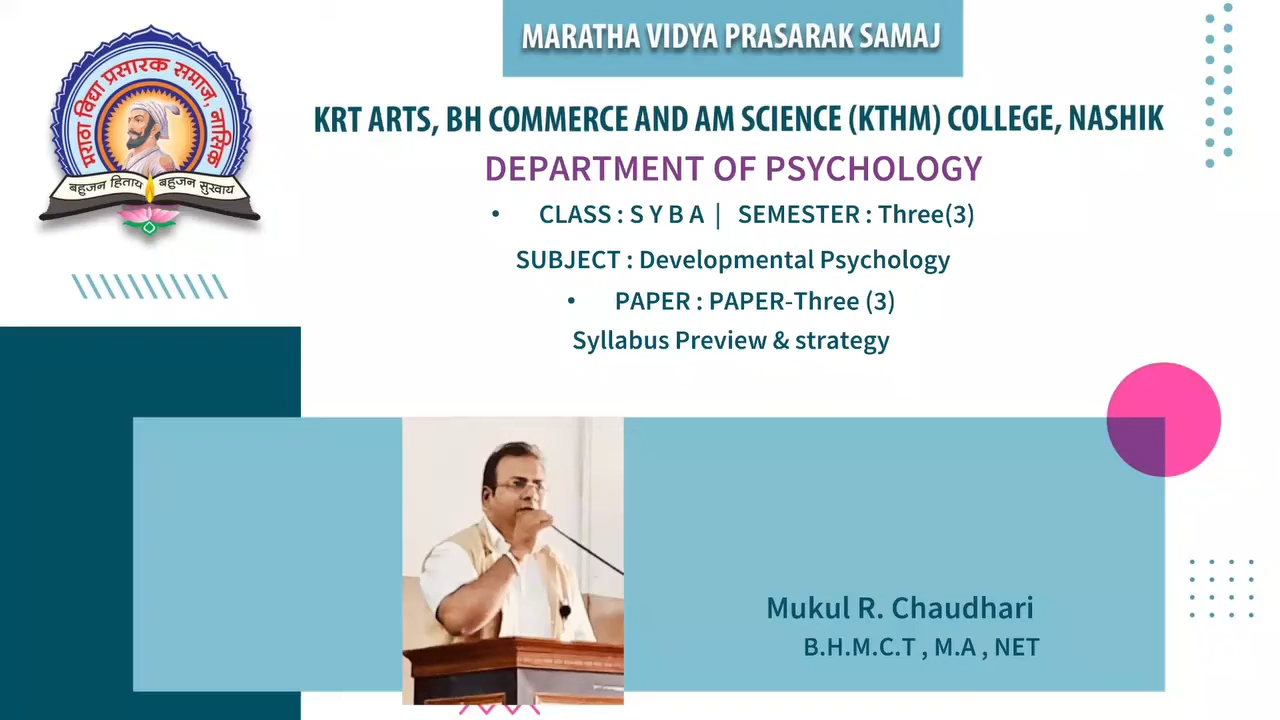 MARATHA VIDYA PRASARAK SAMAJ
मराठा विद्या प्रसारक समाज, नाशिक
बहुजन हिताय बहुजन सुखाय
KRT ARTS, BH COMMERCE AND AM SCIENCE (KTHM) COLLEGE, NASHIK
DEPARTMENT OF PSYCHOLOGY
• CLASS : S Y B A | SEMESTER : Three(3)
SUBJECT : Developmental Psychology
• PAPER : PAPER-Three (3)
Syllabus Preview & strategy
Mukul R. Chaudhari
B.H.M.C.T , M.A , NET